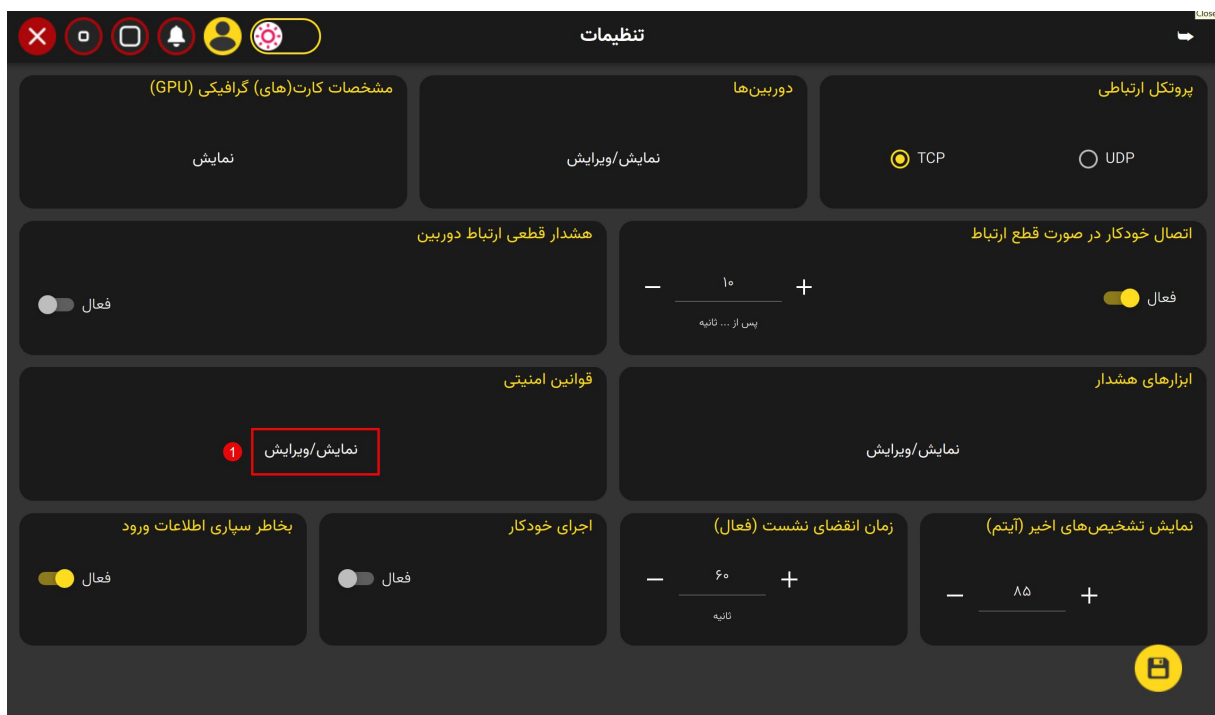 Close
تنظیمات
پروتکل ارتباطی
UDP
TCP
دوربین‌ها
نمایش/ویرایش
مشخصات کارت(های) گرافیکی (GPU)
نمایش
اتصال خودکار در صورت قطع ارتباط
فعال
+ ۱۰ −
پس از ... ثانیه
هشدار قطعی ارتباط دوربین
فعال
ابزارهای هشدار
نمایش/ویرایش
قوانین امنیتی
نمایش/ویرایش
1
نمایش تشخیص‌های اخیر (آیتم)
+ ۸۵ −
زمان انقضای نشست (فعال)
+ ۶۰ −
ثانیه
اجرای خودکار
فعال
بخاطر سپاری اطلاعات ورود
فعال